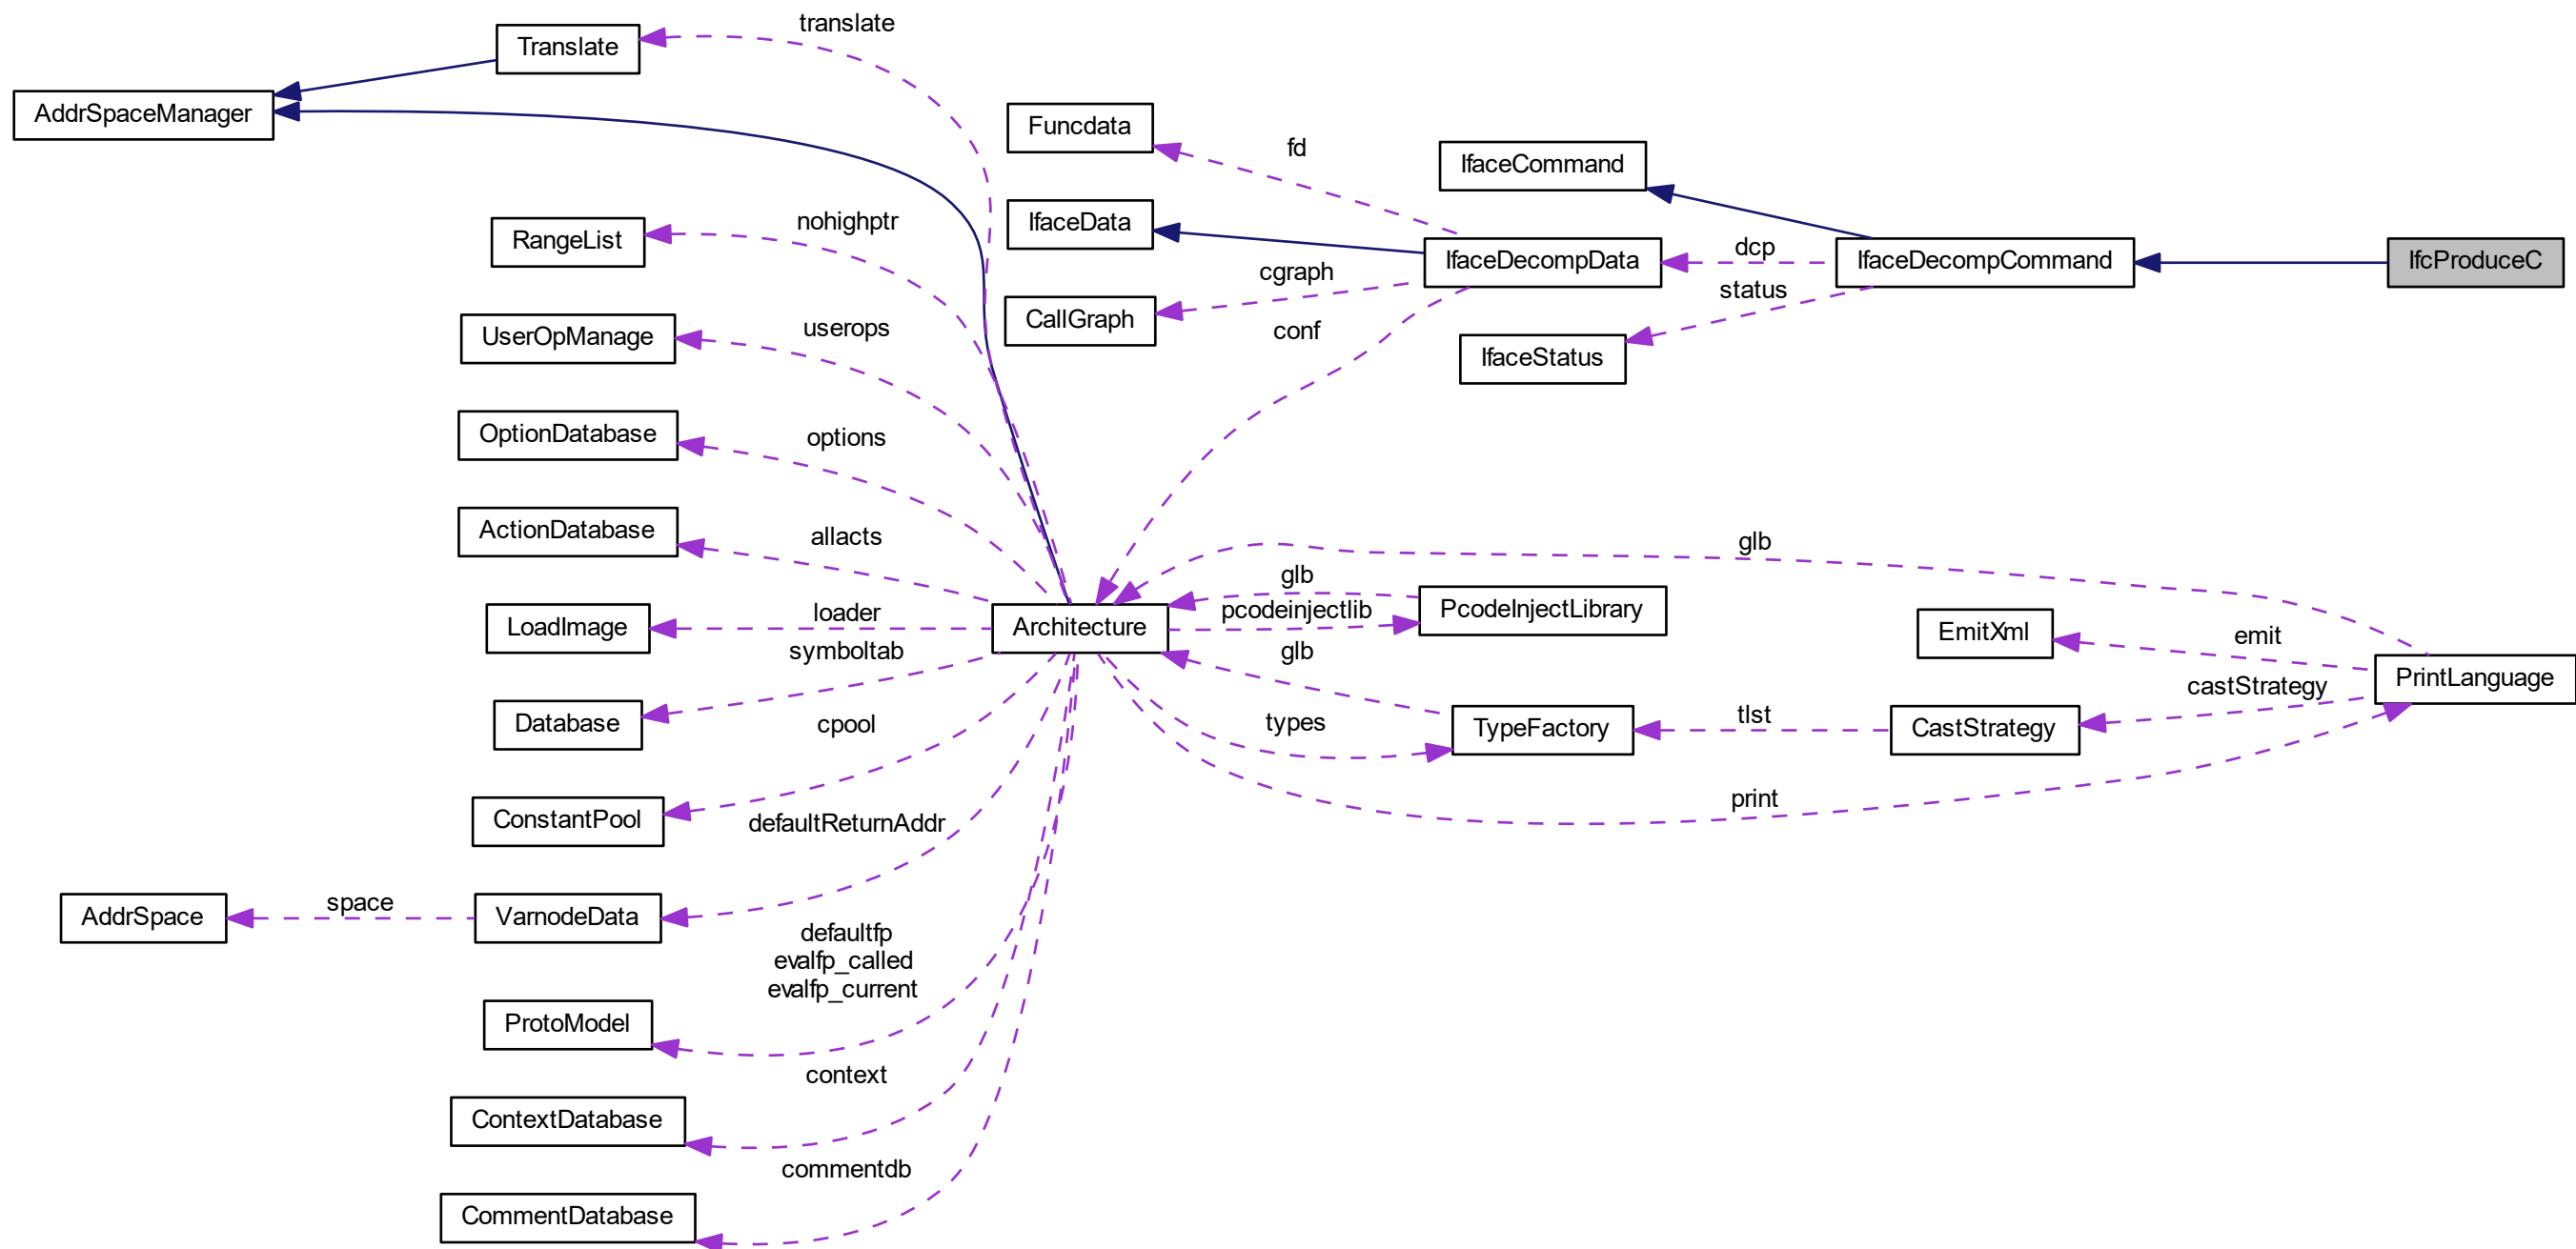 translate
Translate
AddrSpaceManager
Funcdata
fd
IfaceCommand
nohighptr
RangeList
IfaceData
IfaceDecompData
dcp
IfaceDecompCommand
IfcProduceC
cgraph
status
userops
UserOpManage
CallGraph
conf
IfaceStatus
options
OptionDatabase
allacts
ActionDatabase
glb
glb
loader
LoadImage
Architecture
pcodeinjectlib
PcodeInjectLibrary
EmitXml
emit
symboltab
glb
PrintLanguage
castStrategy
Database
cpool
types
TypeFactory
tlst
CastStrategy
print
ConstantPool
defaultReturnAddr
AddrSpace
space
VarnodeData
defaultfp
evalfp_called
evalfp_current
ProtoModel
context
ContextDatabase
commentdb
CommentDatabase